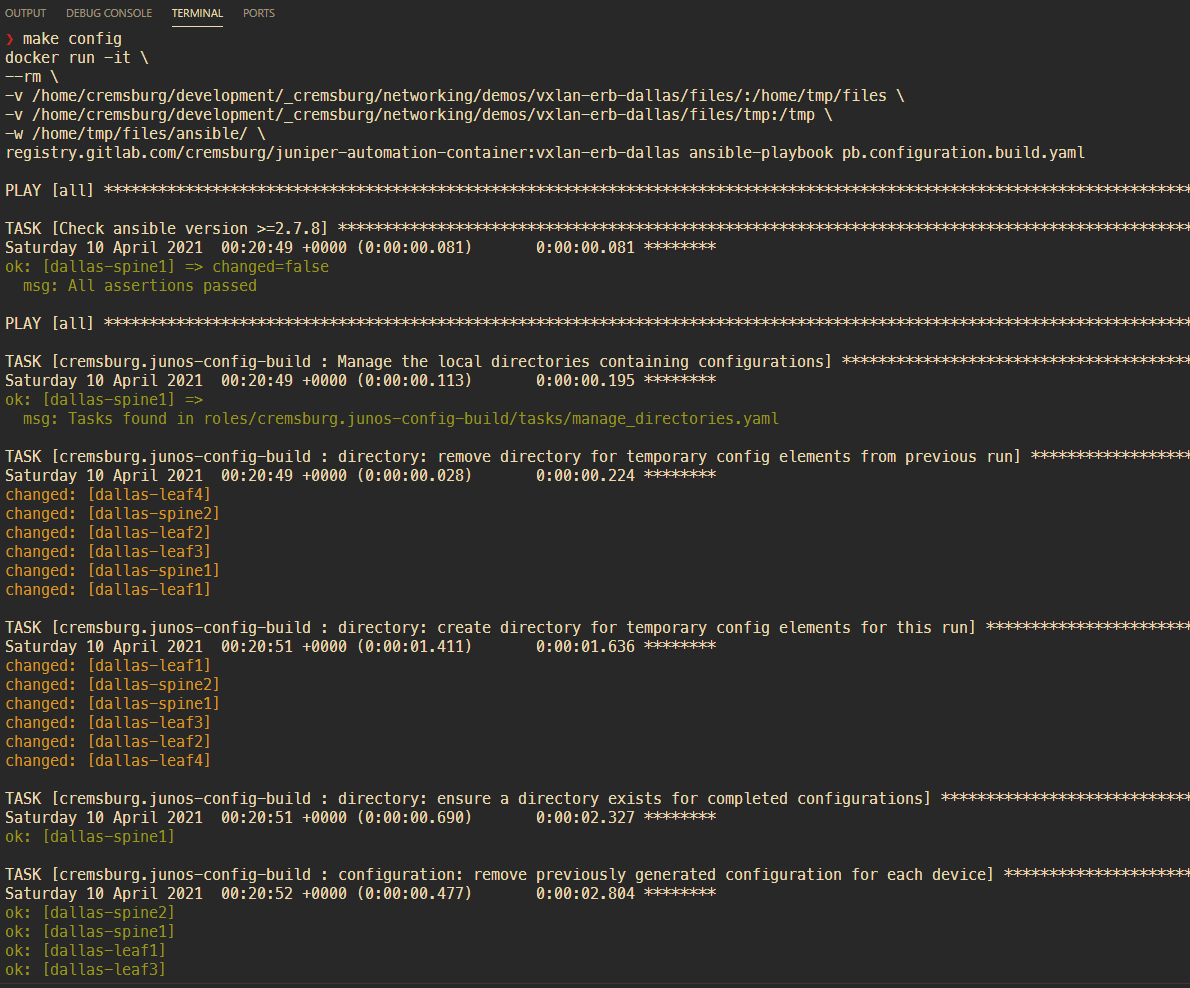 OUTPUT DEBUG CONSOLE TERMINAL PORTS
❯ make config
docker run -it \
--rm \
-v /home/cremsburg/development/_cremsburg/networking/demos/vxlan-erb-dallas/files/:/home/tmp/files \
-v /home/cremsburg/development/_cremsburg/networking/demos/vxlan-erb-dallas/files/tmp:/tmp \
-w /home/tmp/files/ansible/ \
registry.gitlab.com/cremsburg/juniper-automation-container:vxlan-erb-dallas ansible-playbook pb.configuration.build.yaml
PLAY [all] *************************************************************************************************************************
TASK [Check ansible version >=2.7.8] ***********************************************************************************************
Saturday 10 April 2021  00:20:49 +0000 (0:00:00.081)       0:00:00.081 ********
ok: [dallas-spine1] => changed=false
  msg: All assertions passed
PLAY [all] *************************************************************************************************************************
TASK [cremsburg.junos-config-build : Manage the local directories containing configurations] ***************************************
Saturday 10 April 2021  00:20:49 +0000 (0:00:00.113)       0:00:00.195 ********
ok: [dallas-spine1] =>
  msg: Tasks found in roles/cremsburg.junos-config-build/tasks/manage_directories.yaml
TASK [cremsburg.junos-config-build : directory: remove directory for temporary config elements from previous run] ******************
Saturday 10 April 2021  00:20:49 +0000 (0:00:00.028)       0:00:00.224 ********
changed: [dallas-leaf4]
changed: [dallas-spine2]
changed: [dallas-leaf2]
changed: [dallas-leaf3]
changed: [dallas-spine1]
changed: [dallas-leaf1]
TASK [cremsburg.junos-config-build : directory: create directory for temporary config elements for this run] ***********************
Saturday 10 April 2021  00:20:51 +0000 (0:00:01.411)       0:00:01.636 ********
changed: [dallas-leaf1]
changed: [dallas-spine2]
changed: [dallas-spine1]
changed: [dallas-leaf3]
changed: [dallas-leaf2]
changed: [dallas-leaf4]
TASK [cremsburg.junos-config-build : directory: ensure a directory exists for completed configurations] ****************************
Saturday 10 April 2021  00:20:51 +0000 (0:00:00.690)       0:00:02.327 ********
ok: [dallas-spine1]
TASK [cremsburg.junos-config-build : configuration: remove previously generated configuration for each device] *********************
Saturday 10 April 2021  00:20:52 +0000 (0:00:00.477)       0:00:02.804 ********
ok: [dallas-spine2]
ok: [dallas-spine1]
ok: [dallas-leaf1]
ok: [dallas-leaf3]